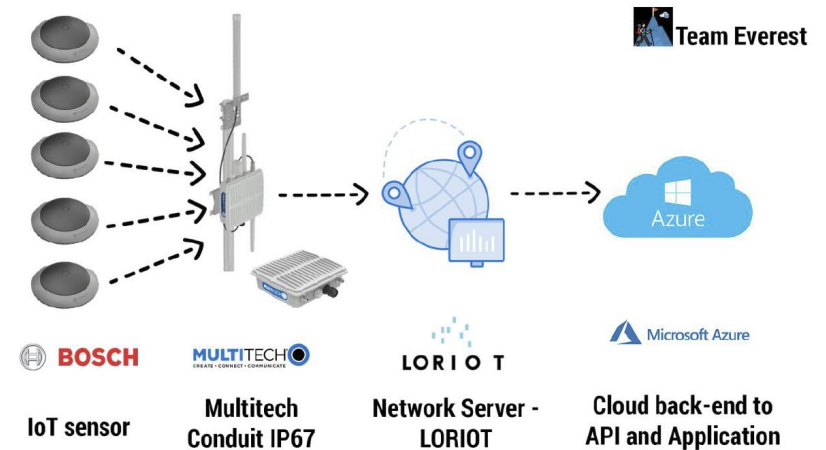 Team Everest
Azure
BOSCH
MULTITECH
CREATE • CONNECT • COMMUNICATE
LORIOT
Microsoft Azure
IoT sensor
Multitech
Conduit IP67
Network Server -
LORIOT
Cloud back-end to
API and Application